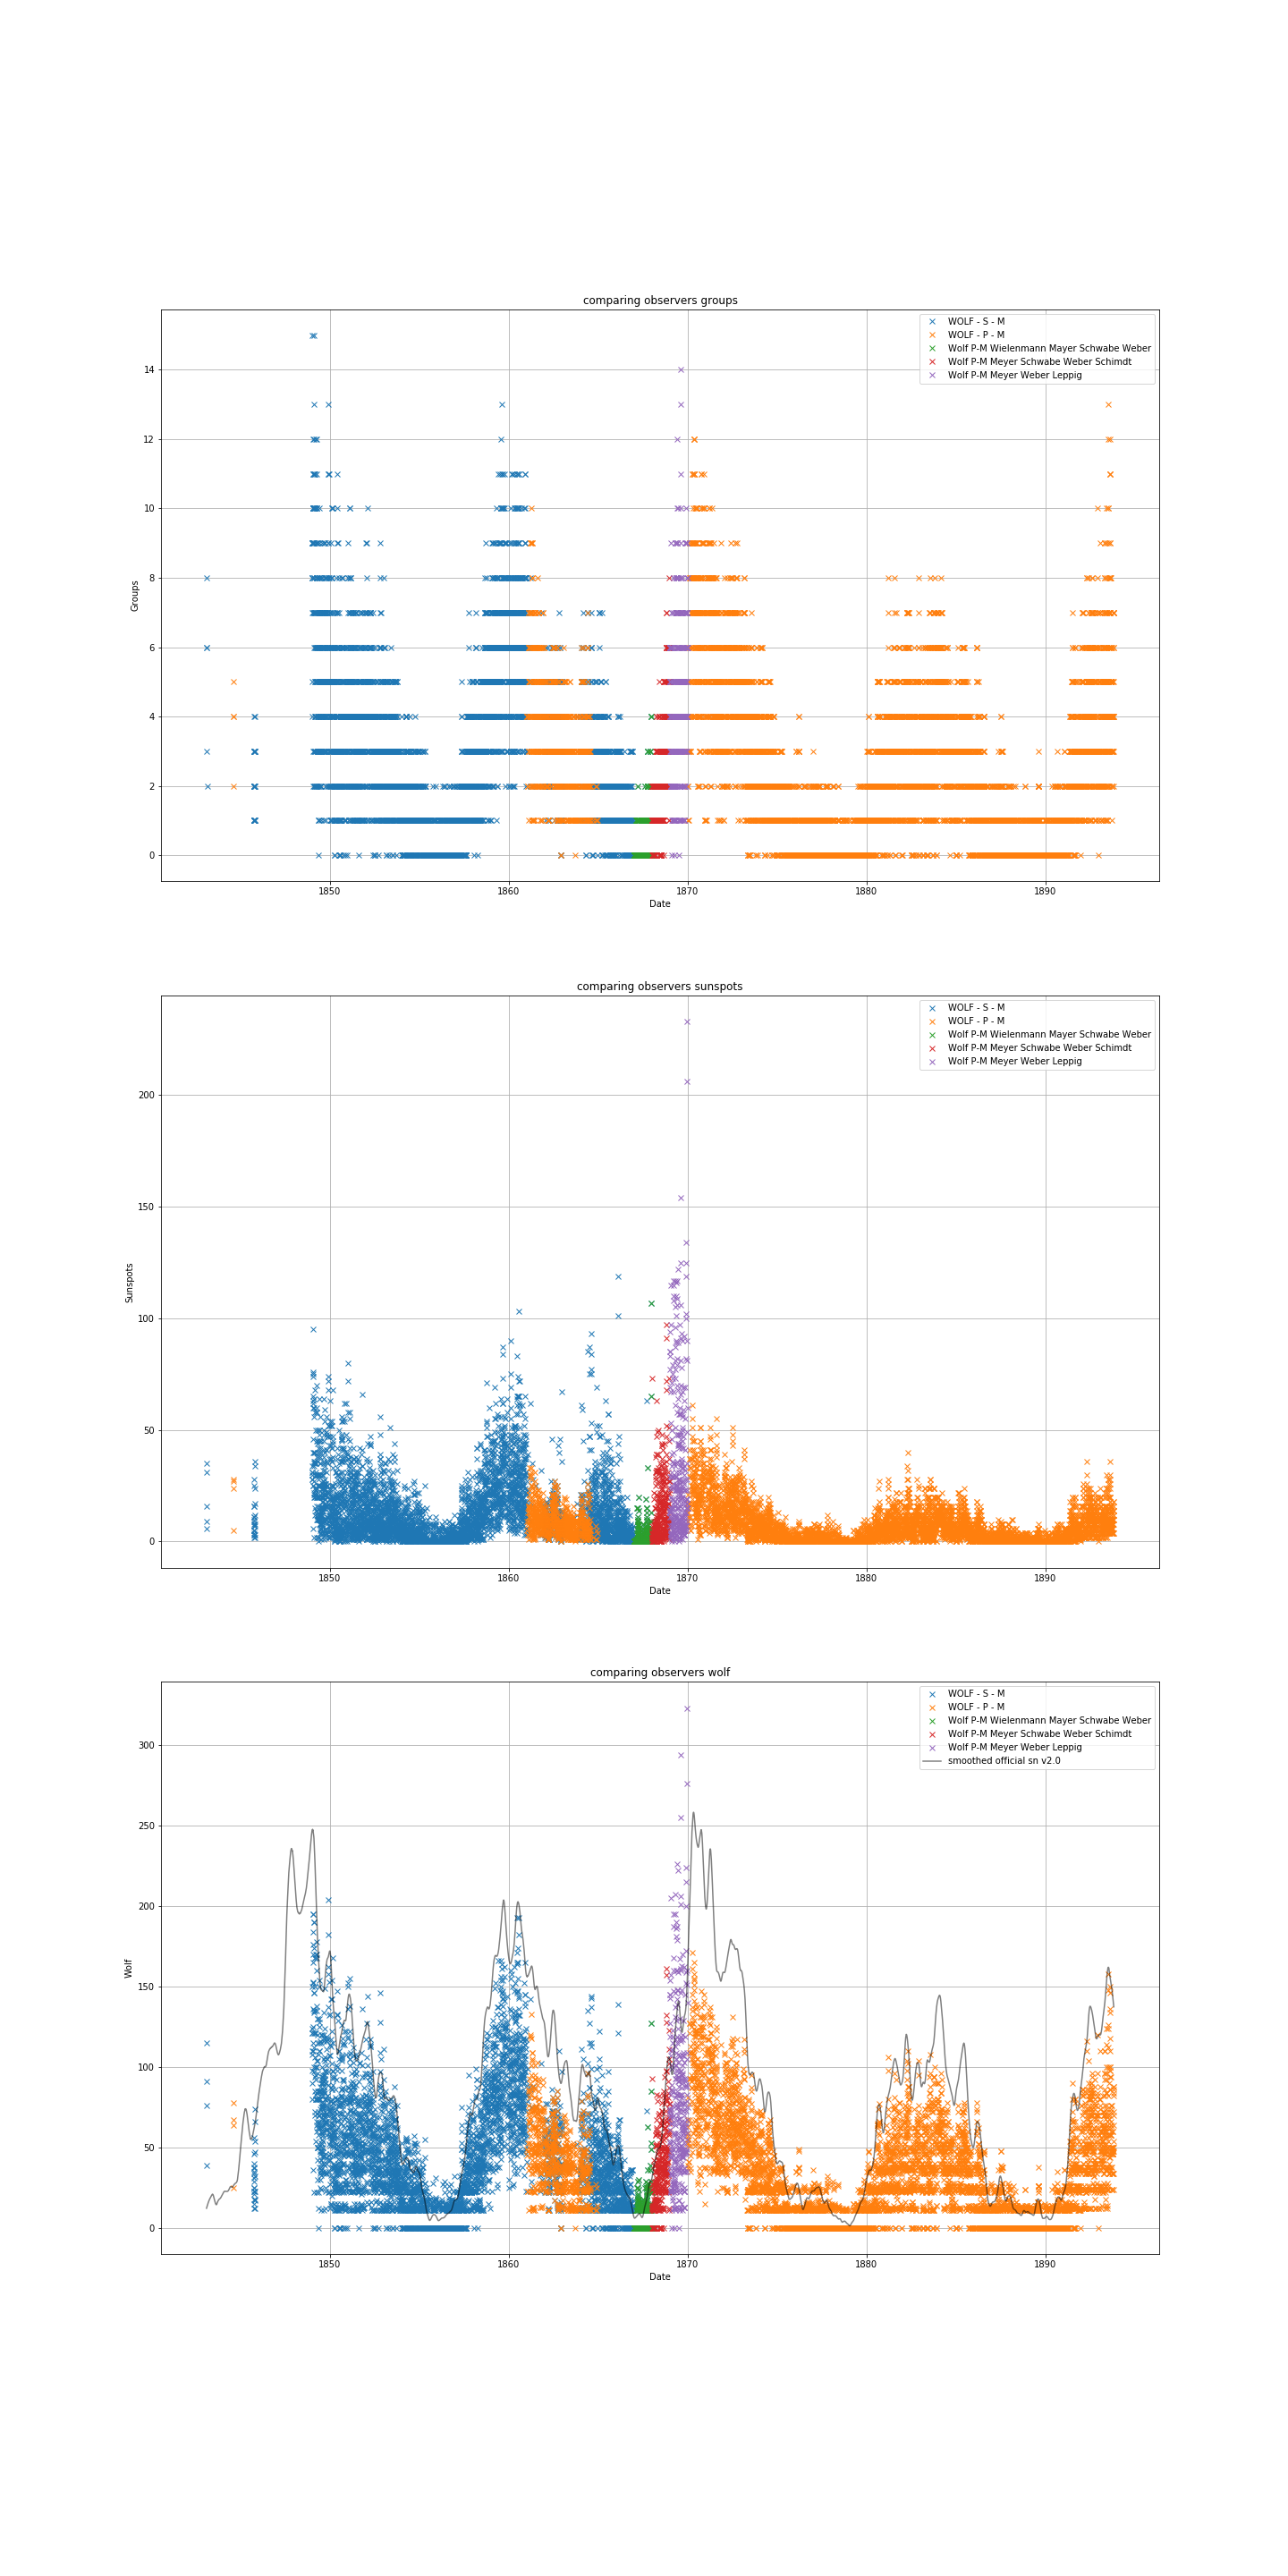 comparing observers groups
WOLF - S - M
WOLF - P - M
Wolf P-M Wielenmann Mayer Schwabe Weber
Wolf P-M Meyer Schwabe Weber Schimdt
Wolf P-M Meyer Weber Leppig
14
12
10
8
6
4
2
0
Groups
1850 1860 1870 1880 1890
Date
comparing observers sunspots
WOLF - S - M
WOLF - P - M
Wolf P-M Wielenmann Mayer Schwabe Weber
Wolf P-M Meyer Schwabe Weber Schimdt
Wolf P-M Meyer Weber Leppig
200
150
100
50
0
Sunspots
1850 1860 1870 1880 1890
Date
comparing observers wolf
WOLF - S - M
WOLF - P - M
Wolf P-M Wielenmann Mayer Schwabe Weber
Wolf P-M Meyer Schwabe Weber Schimdt
Wolf P-M Meyer Weber Leppig
smoothed official sn v2.0
300
250
200
150
100
50
0
Wolf
1850 1860 1870 1880 1890
Date